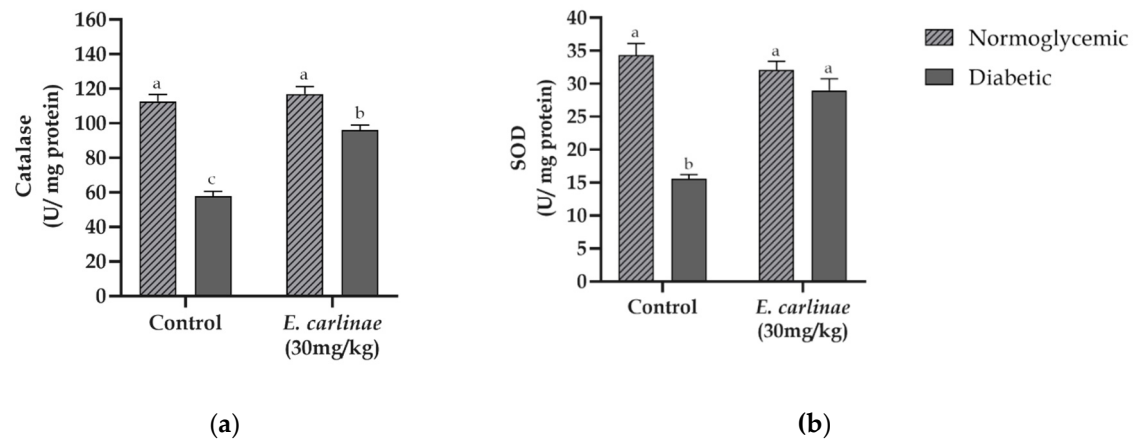 160
140
120
100
80
60
40
20
0
Catalase
(U/ mg protein)
a
c
a
b
Control
E. carlinae
(30mg/kg)
(a)
40
35
30
25
20
15
10
5
0
SOD
(U/ mg protein)
a
b
a
a
Control
E. carlinae
(30mg/kg)
(b)
Normoglycemic
Diabetic